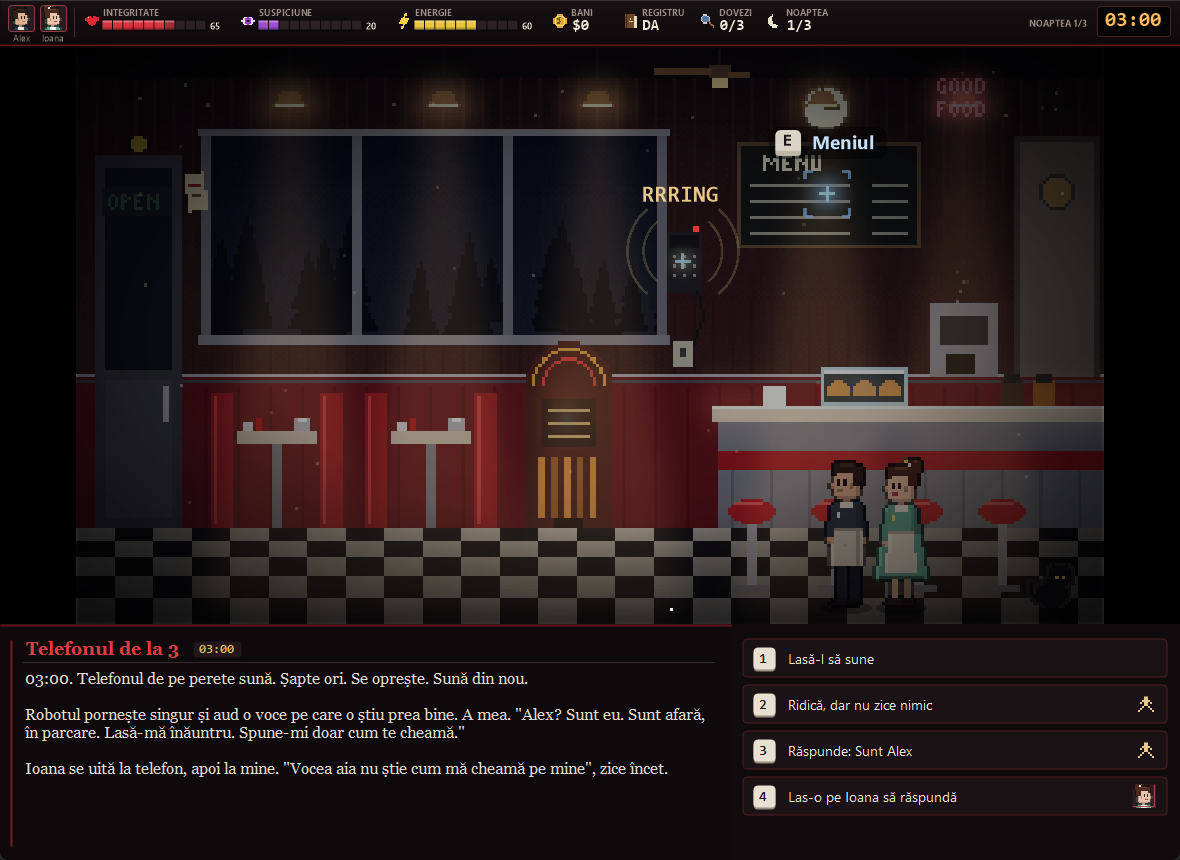 INTEGRITATE
65
SUSPICIUNE
20
ENERGIE
60
BANI
$0
REGISTRU
DA
DOVEZI
0/3
NOAPTEA
1/3
NOAPTEA 1/3
03:00
Alex
Ioana
GOOD
FOOD
E Meniul
MENU
OPEN
RRRING
Telefonul de la 3
03:00
03:00. Telefonul de pe perete sună. Șapte ori. Se oprește. Sună din nou.
Robotul pornește singur și aud o voce pe care o știu prea bine. A mea. "Alex? Sunt eu. Sunt afară,
în parcare. Lasă-mă înăuntru. Spune-mi doar cum te cheamă."
Ioana se uită la telefon, apoi la mine. "Vocea aia nu știe cum mă cheamă pe mine", zice încet.
1 Lasă-l să sune
2 Ridică, dar nu zice nimic
3 Răspunde: Sunt Alex
4 Las-o pe Ioana să răspundă